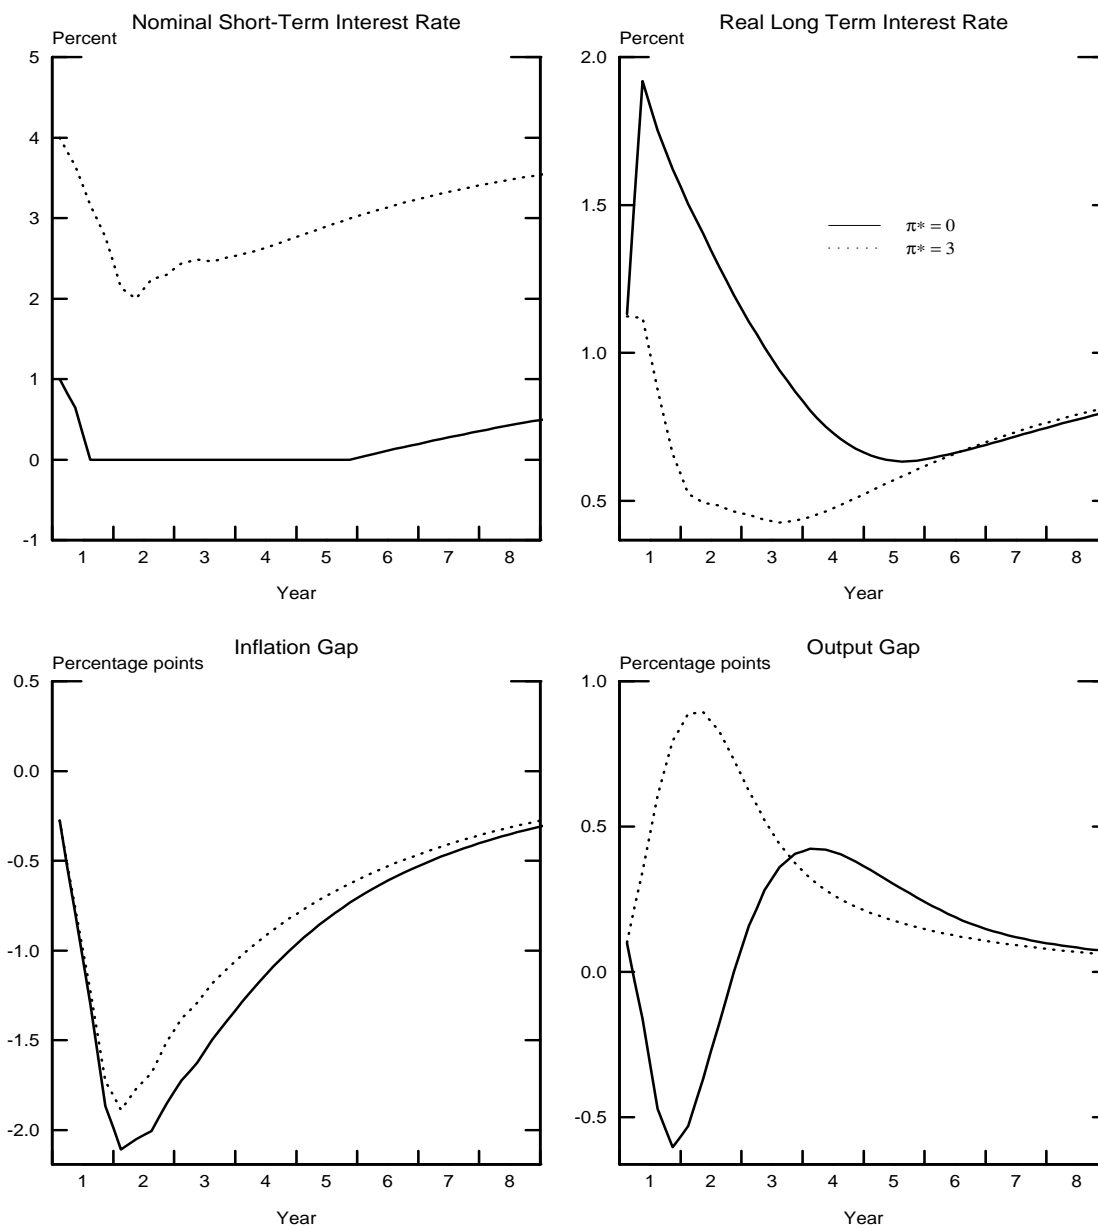 Nominal Short-Term Interest Rate
Percent
5
4
3
2
1
0
-1
1 2 3 4 5 6 7 8
Year
Real Long Term Interest Rate
Percent
2.0
1.5
1.0
0.5
π* = 0
π* = 3
1 2 3 4 5 6 7 8
Year
Inflation Gap
Percentage points
0.5
0.0
-0.5
-1.0
-1.5
-2.0
1 2 3 4 5 6 7 8
Year
Output Gap
Percentage points
1.0
0.5
0.0
-0.5
1 2 3 4 5 6 7 8
Year